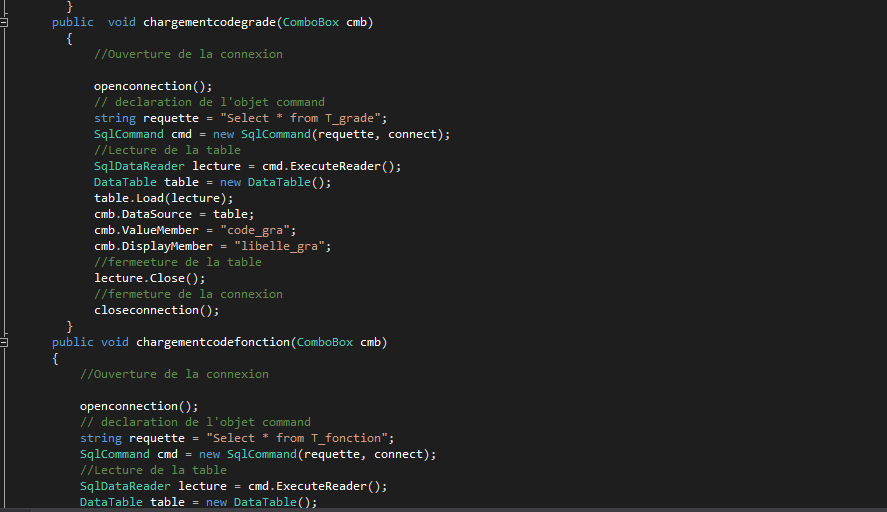 }
public  void chargementcodegrade(ComboBox cmb)
{
//Ouverture de la connexion
openconnection();
// declaration de l'objet command
string requette = "Select * from T_grade";
SqlCommand cmd = new SqlCommand(requette, connect);
//Lecture de la table
SqlDataReader lecture = cmd.ExecuteReader();
DataTable table = new DataTable();
table.Load(lecture);
cmb.DataSource = table;
cmb.ValueMember = "code_gra";
cmb.DisplayMember = "libelle_gra";
//fermeeture de la table
lecture.Close();
//fermeture de la connexion
closeconnection();
}
public void chargementcodefonction(ComboBox cmb)
{
//Ouverture de la connexion
openconnection();
// declaration de l'objet command
string requette = "Select * from T_fonction";
SqlCommand cmd = new SqlCommand(requette, connect);
//Lecture de la table
SqlDataReader lecture = cmd.ExecuteReader();
DataTable table = new DataTable();